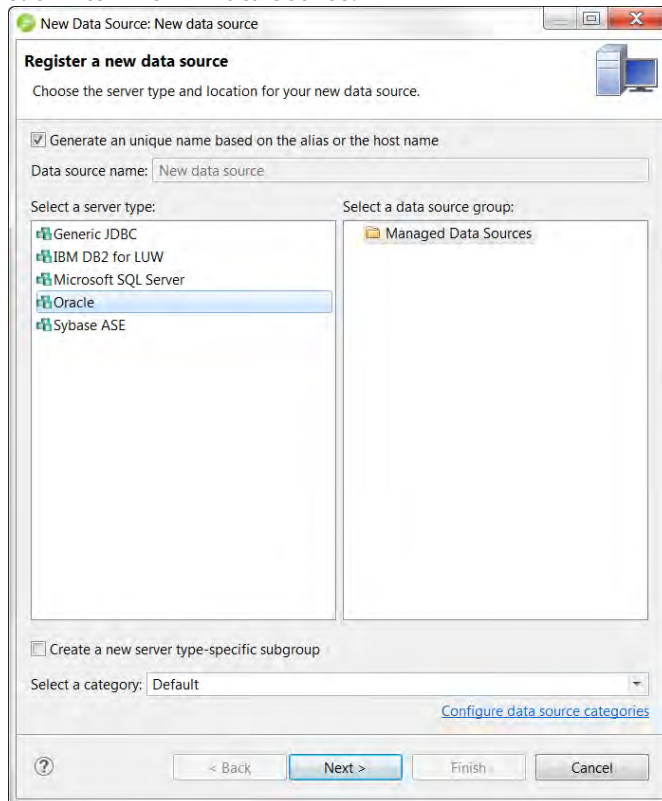 New Data Source: New data source
Register a new data source
Choose the server type and location for your new data source.
Generate an unique name based on the alias or the host name
Data source name: New data source
Select a server type: Select a data source group:
Generic JDBC Managed Data Sources
IBM DB2 for LUW
Microsoft SQL Server
Oracle
Sybase ASE
Create a new server type-specific subgroup
Select a category: Default
Configure data source categories
? < Back Next > Finish Cancel